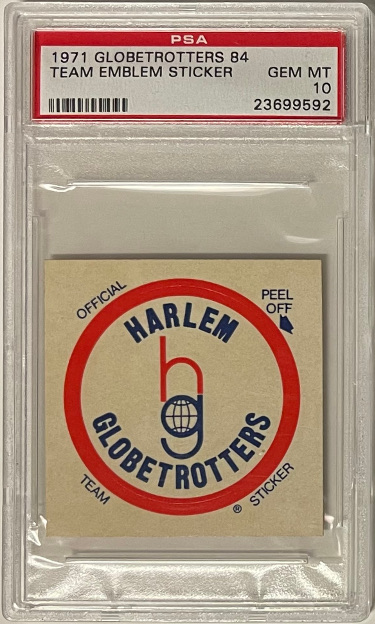 PSA
1971 GLOBETROTTERS 84
TEAM EMBLEM STICKER GEM MT
10
23699592
OFFICIAL
PEEL
OFF
HARLEM
hg
GLOBETROTTERS
TEAM
® STICKER